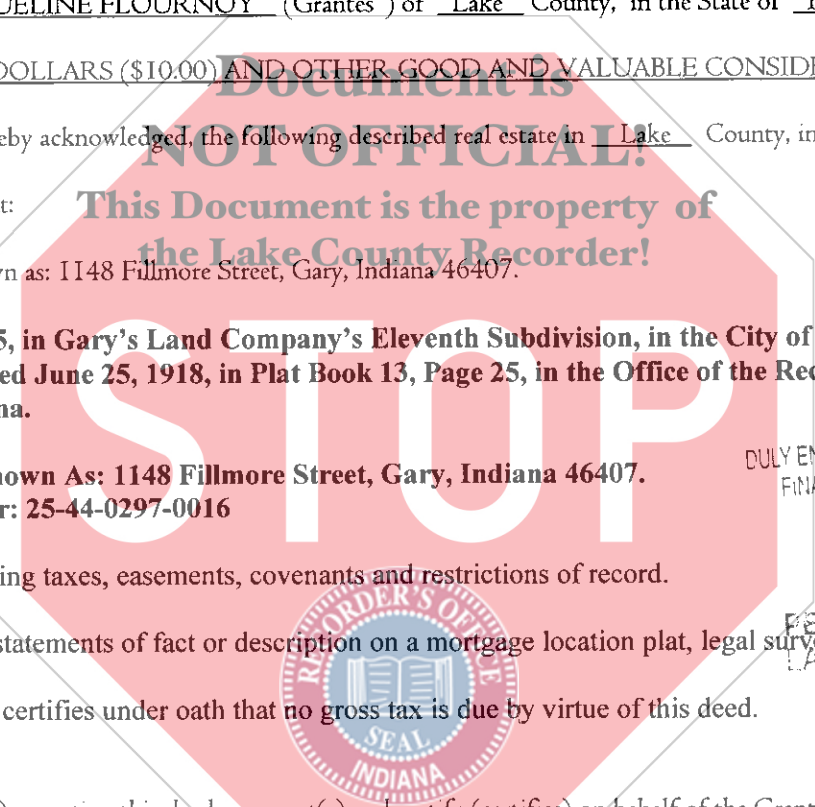 UELINE FLOURNOY (Grantes ) of Lake County, in the State of
DOLLARS ($10.00) AND OTHER GOOD AND VALUABLE CONSIDE
Document is
eby acknowledged, the following described real estate in Lake County, in
NOT OFFICIAL!
t:
This Document is the property of
the Lake County Recorder!
n as: 1148 Fillmore Street, Gary, Indiana 46407.
5, in Gary's Land Company's Eleventh Subdivision, in the City of
ed June 25, 1918, in Plat Book 13, Page 25, in the Office of the Rec
na.
STOP
nown As: 1148 Fillmore Street, Gary, Indiana 46407.
r: 25-44-0297-0016
DULY EN
FINA
ing taxes, easements, covenants and restrictions of record.
statements of fact or description on a mortgage location plat, legal surve
certifies under oath that no gross tax is due by virtue of this deed.
RECORDER'S OFFICE
SEAL
INDIANA